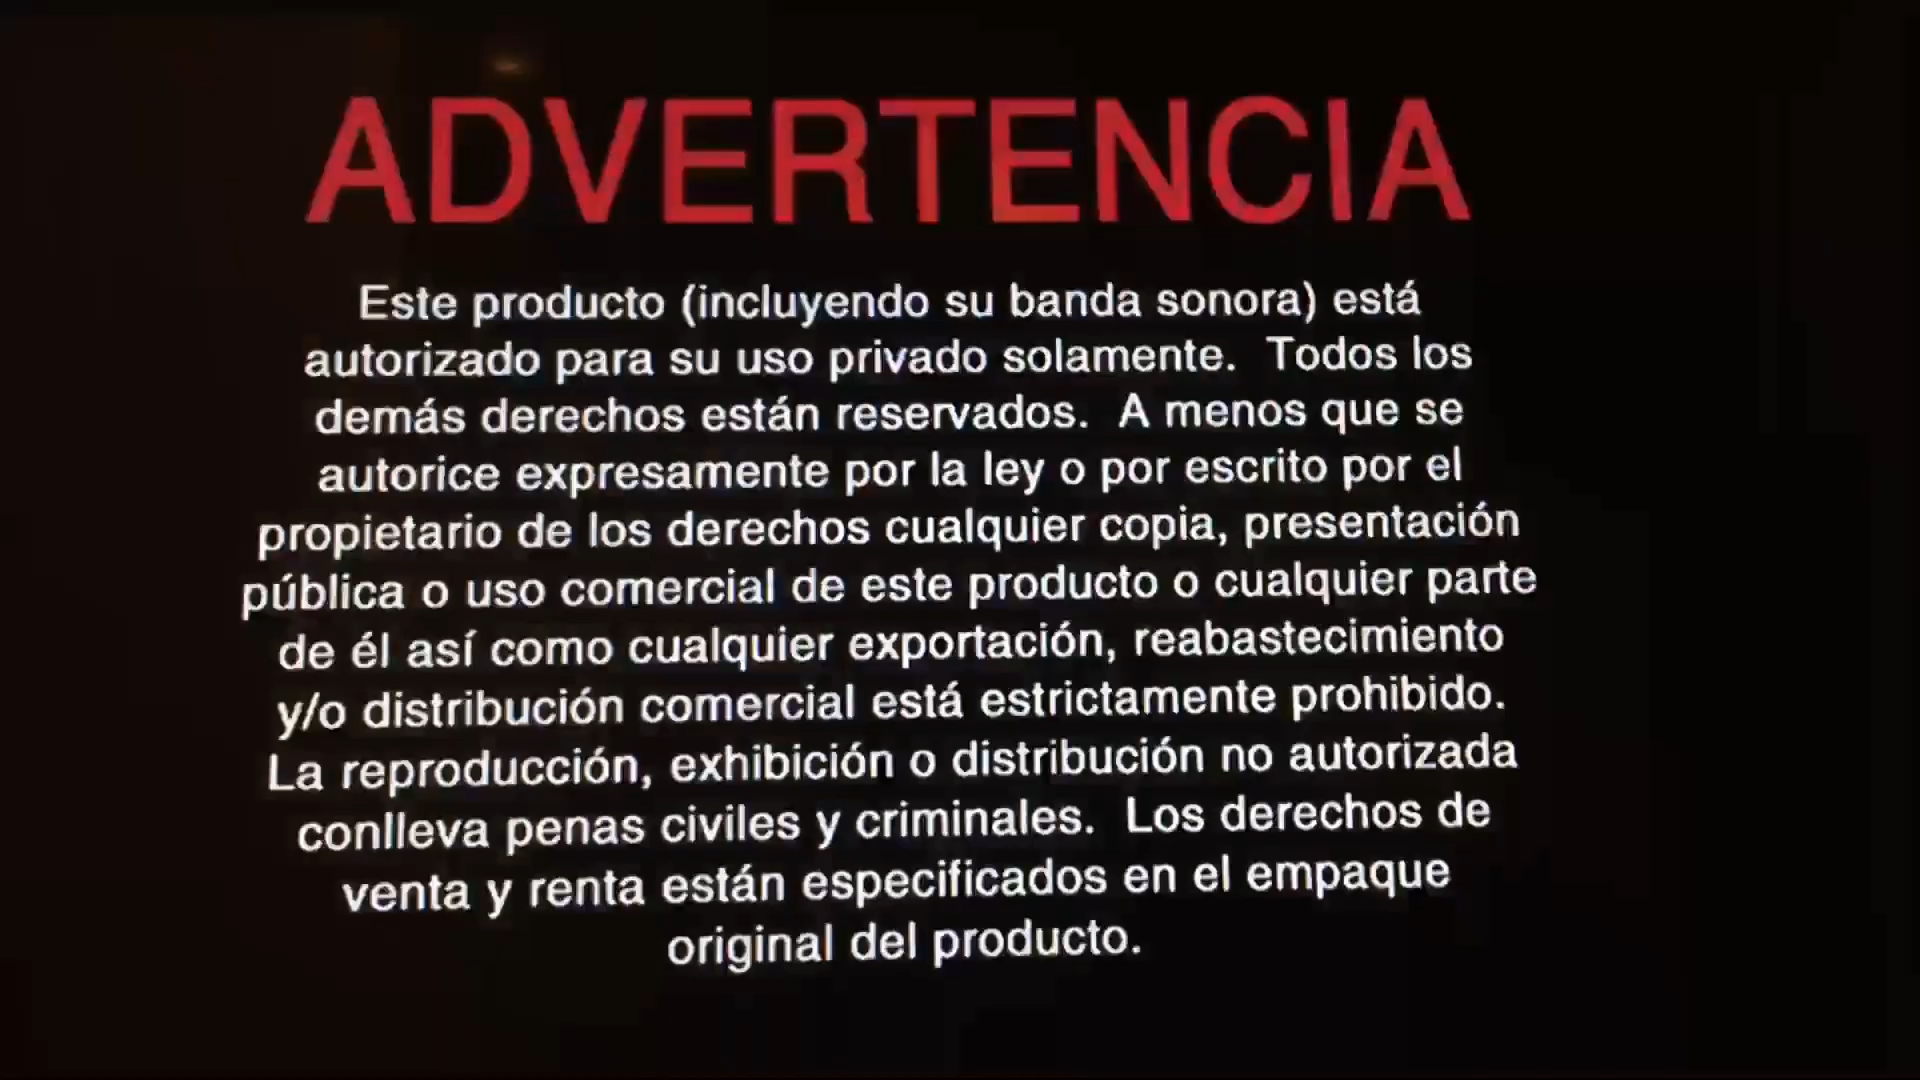 ADVERTENCIA
Este producto (incluyendo su banda sonora) está
autorizado para su uso privado solamente.  Todos los
demás derechos están reservados.  A menos que se
autorice expresamente por la ley o por escrito por el
propietario de los derechos cualquier copia, presentación
pública o uso comercial de este producto o cualquier parte
de él así como cualquier exportación, reabastecimiento
y/o distribución comercial está estrictamente prohibido.
La reproducción, exhibición o distribución no autorizada
conlleva penas civiles y criminales.  Los derechos de
venta y renta están especificados en el empaque
original del producto.